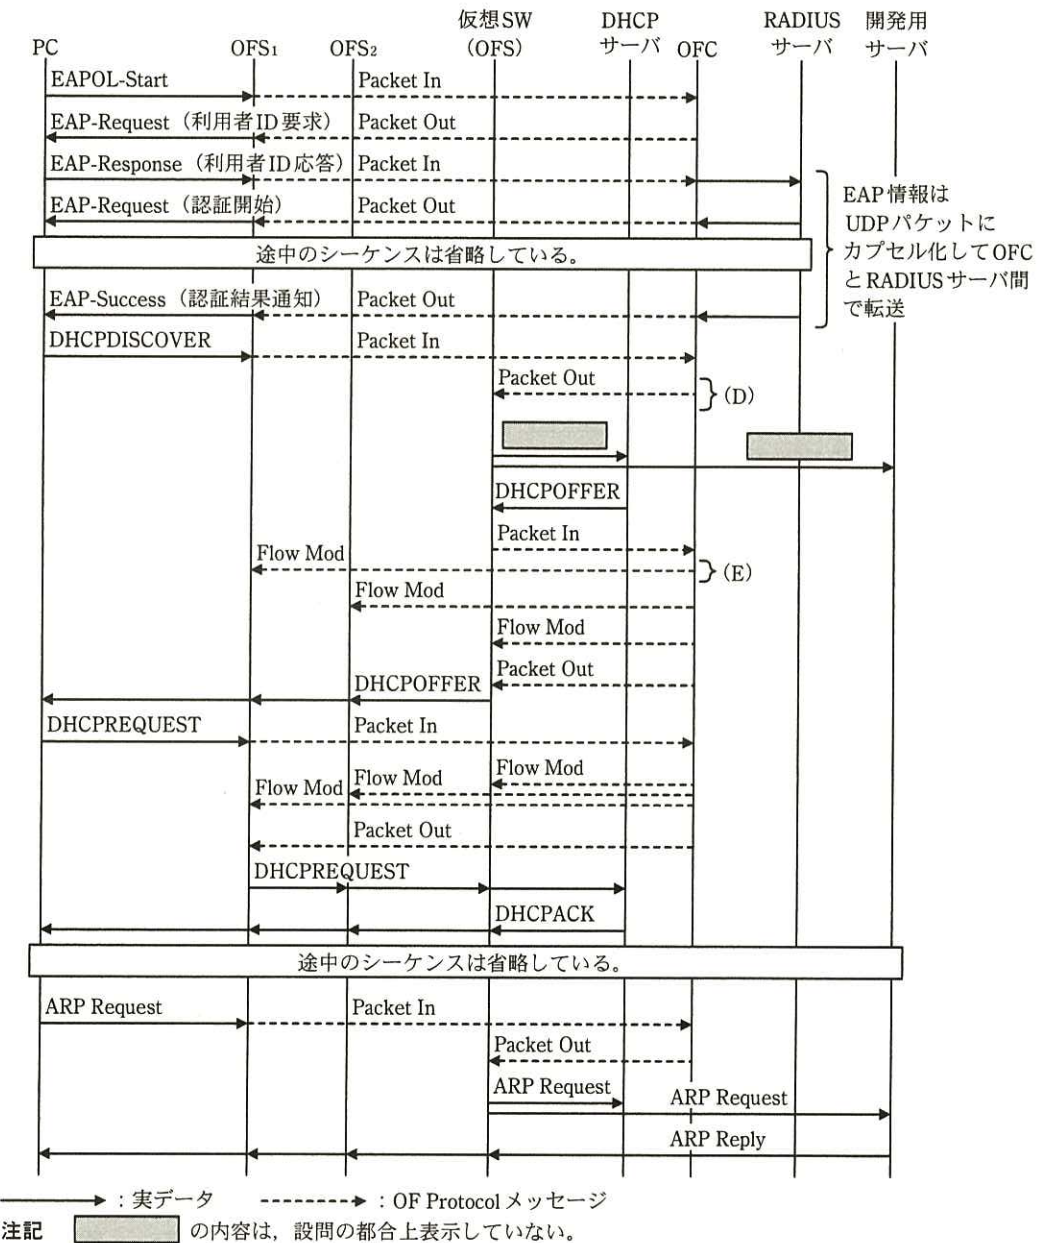 PC
OFS1
OFS2
仮想SW
(OFS)
DHCP
サーバ
OFC
RADIUS
サーバ
開発用
サーバ
EAPOL-Start
Packet In
EAP-Request（利用者ID要求）
Packet Out
EAP-Response（利用者ID応答）
Packet In
EAP-Request（認証開始）
Packet Out
EAP情報は
UDPパケットに
カプセル化してOFC
とRADIUSサーバ間
で転送
途中のシーケンスは省略している。
EAP-Success（認証結果通知）
Packet Out
DHCPDISCOVER
Packet In
Packet Out
(D)
DHCPOFFER
Packet In
Flow Mod
(E)
Flow Mod
Flow Mod
Packet Out
DHCPOFFER
DHCPREQUEST
Packet In
Flow Mod
Flow Mod
Flow Mod
Packet Out
DHCPREQUEST
DHCPACK
途中のシーケンスは省略している。
ARP Request
Packet In
Packet Out
ARP Request
ARP Request
ARP Reply
：実データ
：OF Protocolメッセージ
注記
の内容は，設問の都合上表示していない。